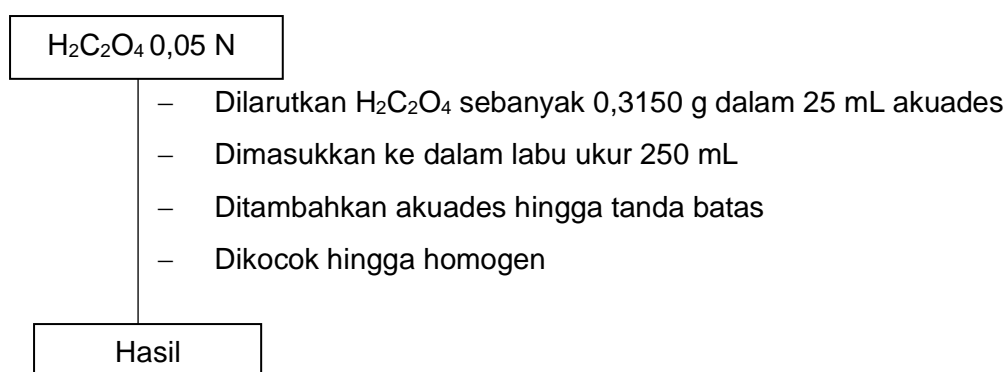 H₂C₂O₄ 0,05 N
– Dilarutkan H₂C₂O₄ sebanyak 0,3150 g dalam 25 mL akuades
– Dimasukkan ke dalam labu ukur 250 mL
– Ditambahkan akuades hingga tanda batas
– Dikocok hingga homogen
Hasil